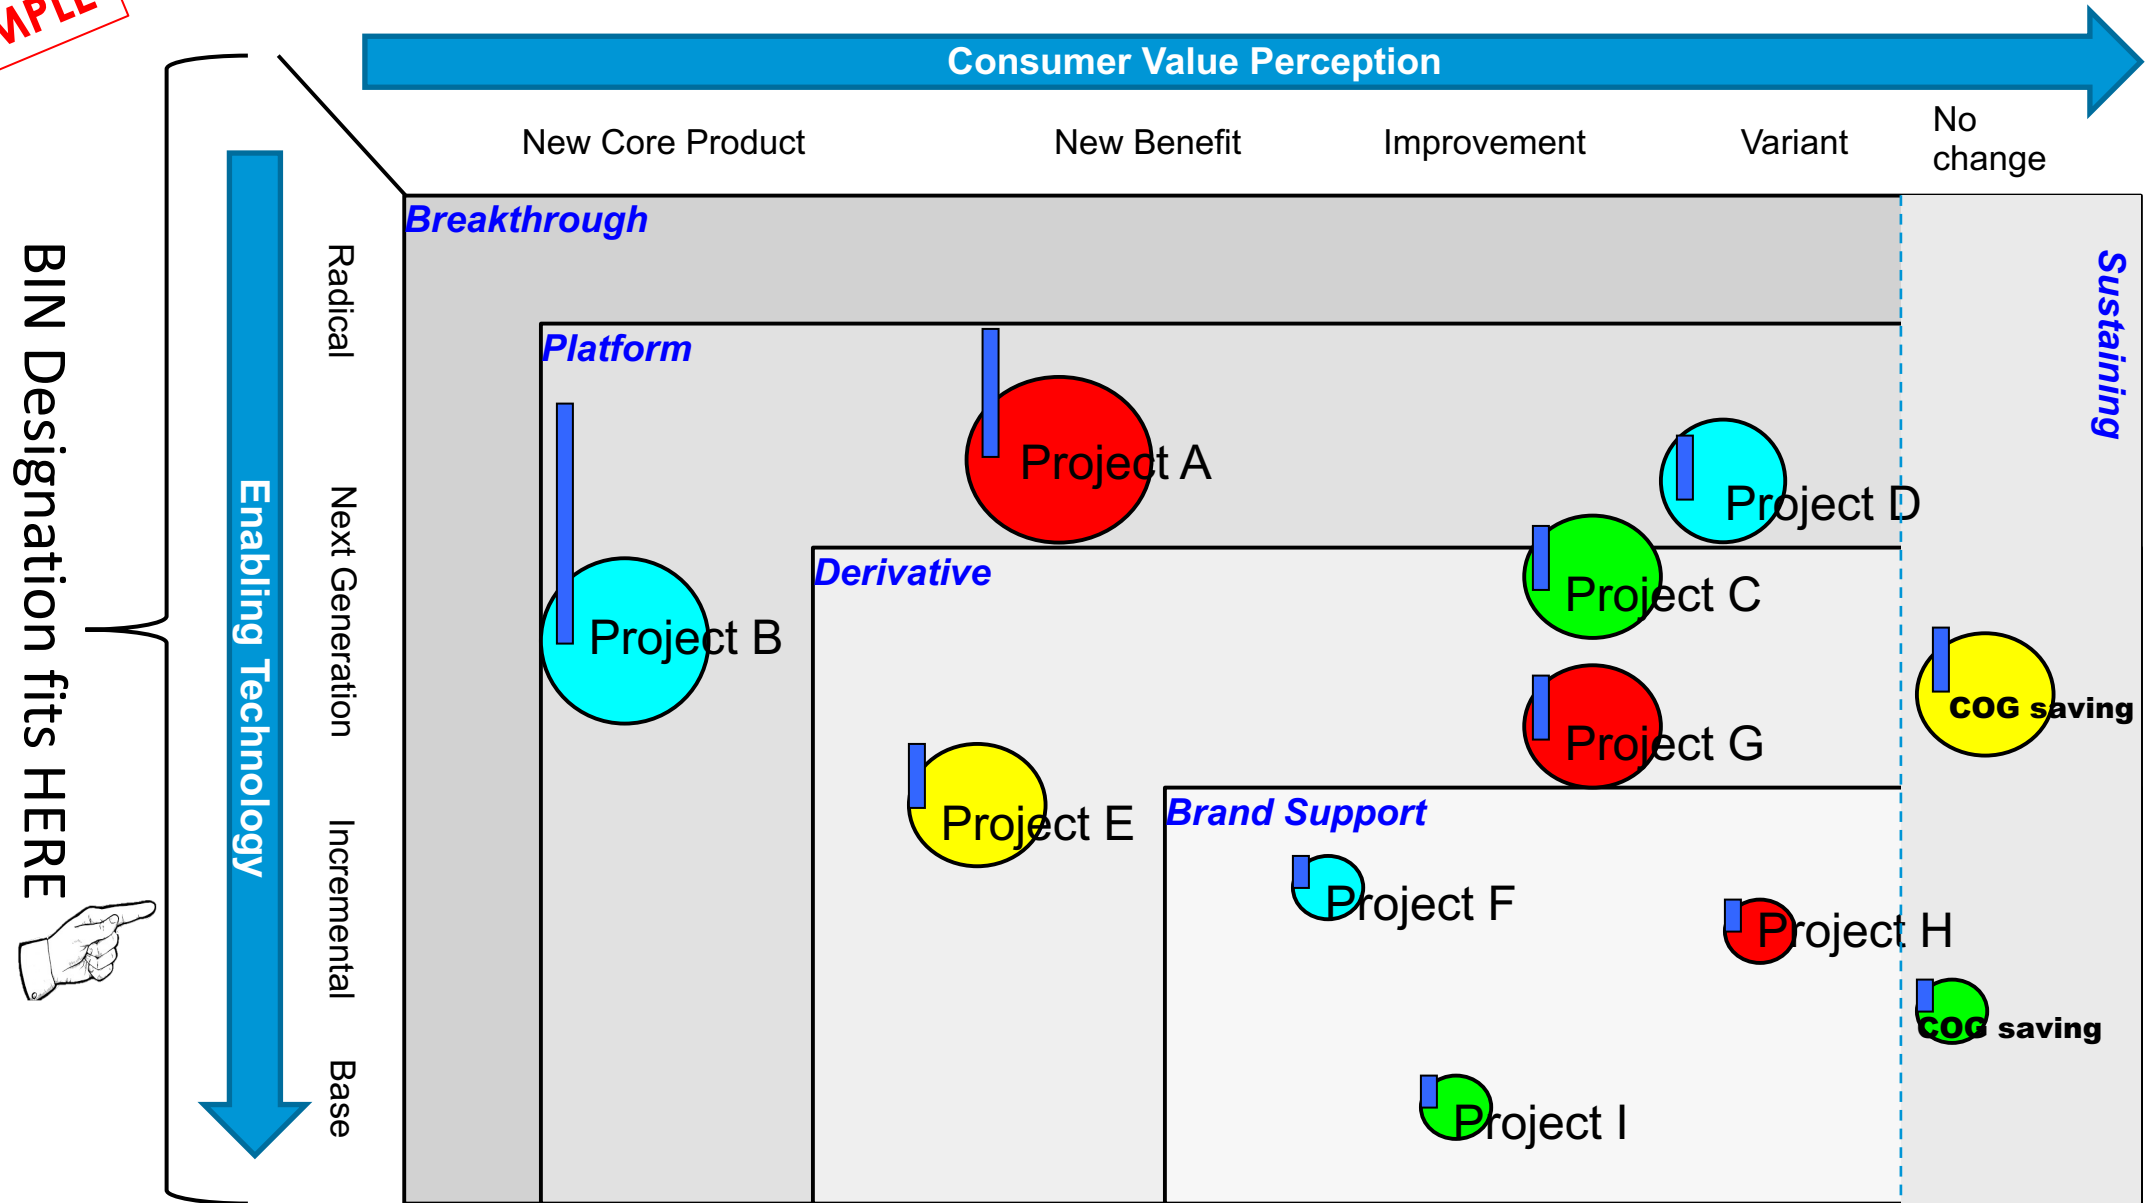 MPLE
Consumer Value Perception
New Core Product
New Benefit
Improvement
Variant
No
change
BIN Designation fits HERE
Enabling Technology
Radical
Next Generation
Incremental
Base
Breakthrough
Sustaining
Platform
Project A
Project D
Derivative
Project C
Project B
COG saving
Project G
Project E
Brand Support
Project F
Project H
COG saving
Project I